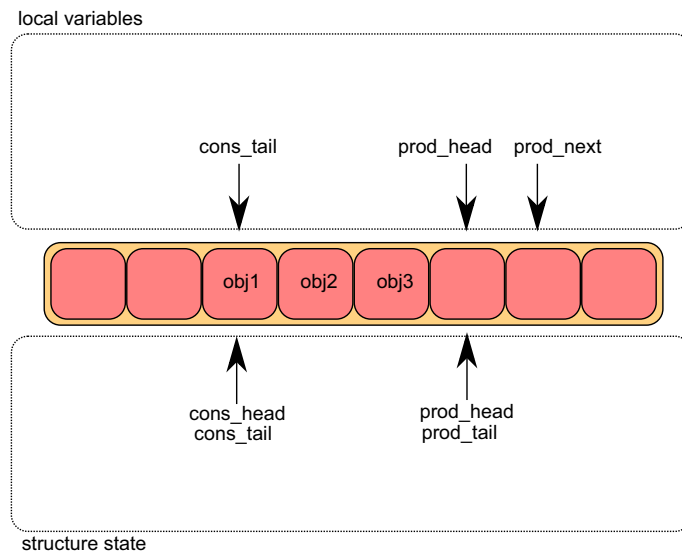 local variables
cons_tail prod_head prod_next
obj1 obj2 obj3
cons_head prod_head
cons_tail prod_tail
structure state